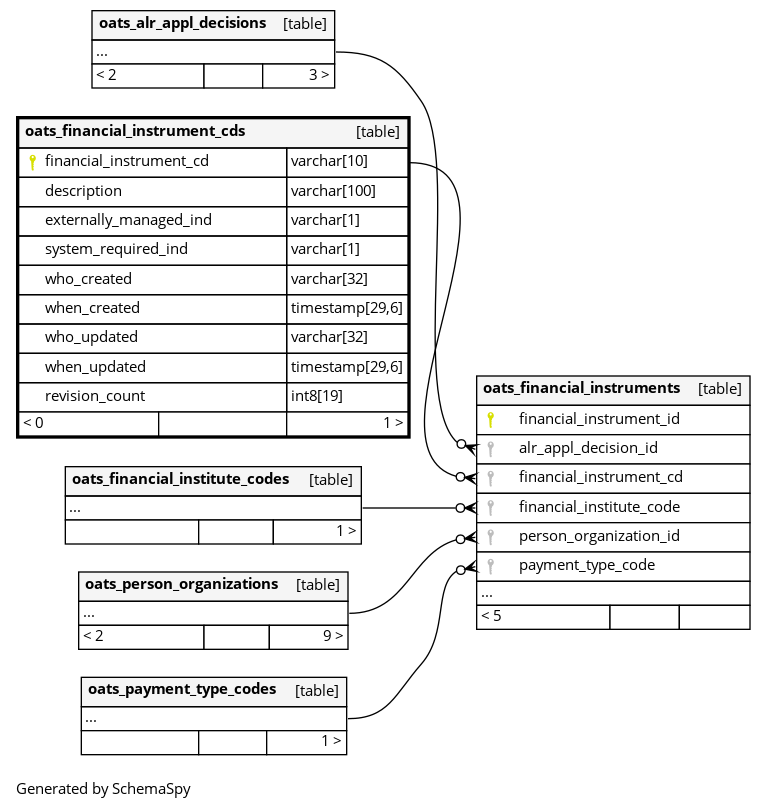 oats_alr_appl_decisions [table]
...
< 2 3 >
oats_financial_instrument_cds [table]
financial_instrument_cd varchar[10]
description varchar[100]
externally_managed_ind varchar[1]
system_required_ind varchar[1]
who_created varchar[32]
when_created timestamp[29,6]
who_updated varchar[32]
when_updated timestamp[29,6]
revision_count int8[19]
< 0 1 >
oats_financial_instruments [table]
financial_instrument_id
alr_appl_decision_id
financial_instrument_cd
financial_institute_code
person_organization_id
payment_type_code
...
< 5
oats_financial_institute_codes [table]
...
1 >
oats_person_organizations [table]
...
< 2 9 >
oats_payment_type_codes [table]
...
1 >
Generated by SchemaSpy